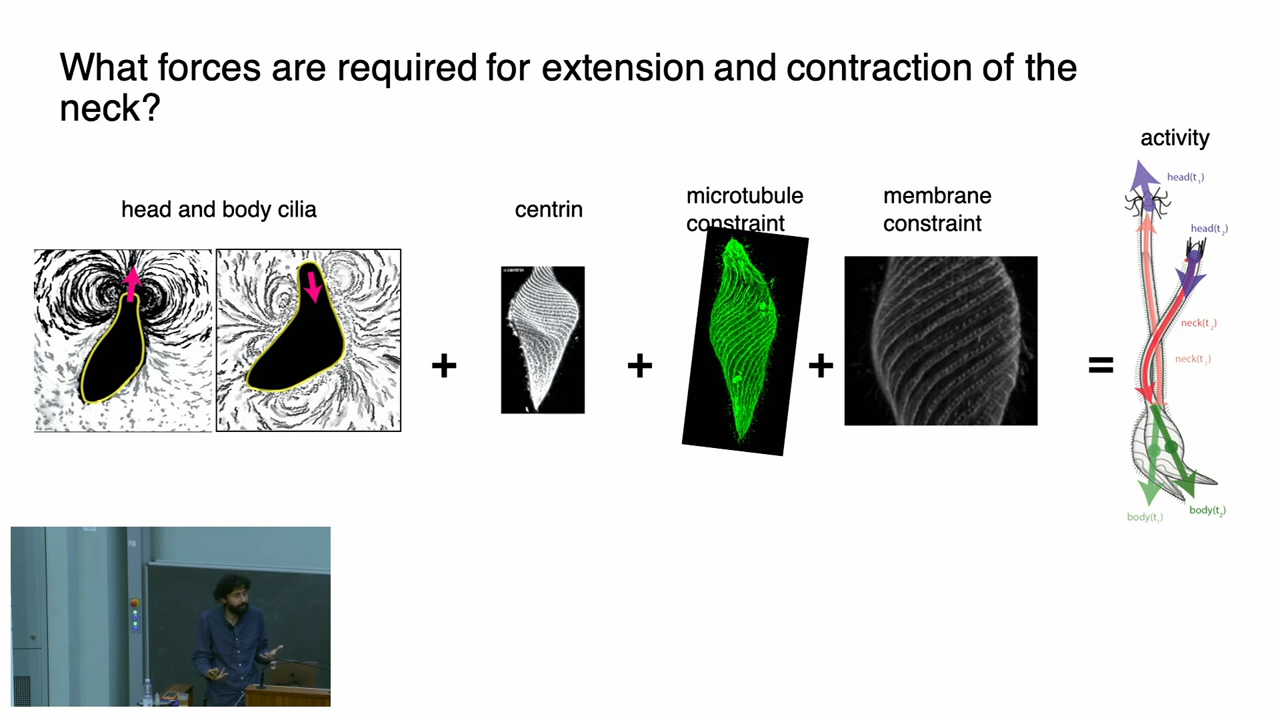 What forces are required for extension and contraction of the
neck?
activity
head and body cilia
centrin
microtubule
constraint
membrane
constraint
centrin
+
+
+
=
head(t₁)
head(t₂)
neck(t₂)
neck(t₁)
body(t₁)
body(t₂)